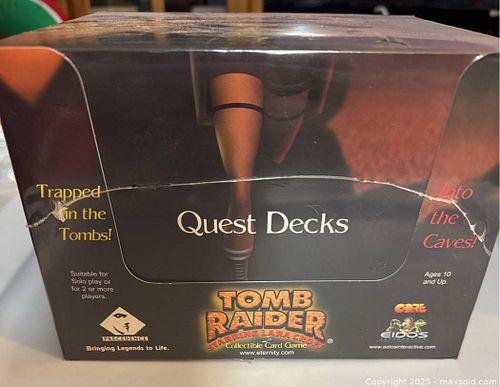 Trapped
in the
Tombs!
Quest Decks
Into
the
Caves!
Suitable for
Solo play or
for 2 or more
players.
Ages 10
and Up.
PRECEDENCE
Bringing Legends to Life.
TOMB
RAIDER
STARRING LARA CROFT
Collectible Card Game
www.eternity.com
CORE
EIDOS
www.eidosinteractive.com
Copyright 2025 - maxsold.com